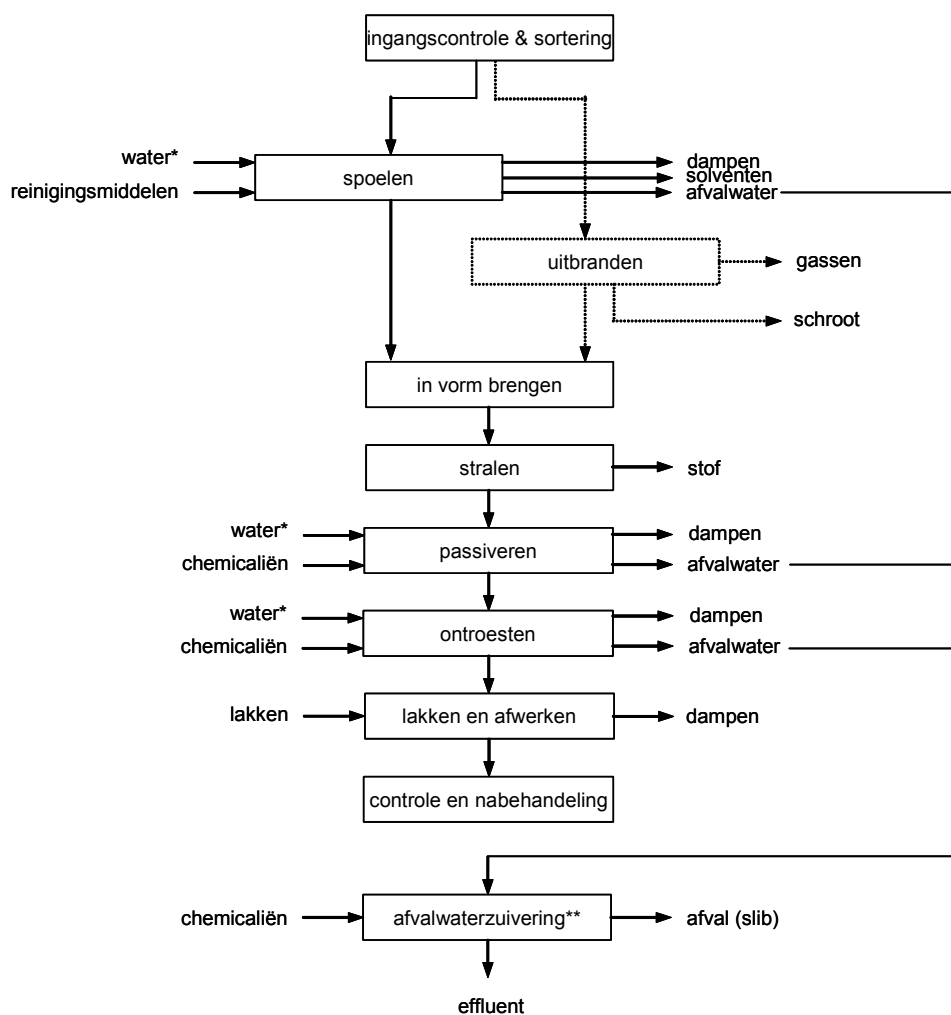 ingangscontrole & sortering
water*
reinigingsmiddelen
spoelen
dampen
solventen
afvalwater
uitbranden
gassen
schroot
in vorm brengen
stralen
stof
water*
chemicaliën
passiveren
dampen
afvalwater
water*
chemicaliën
ontroesten
dampen
afvalwater
lakken
lakken en afwerken
dampen
controle en nabehandeling
chemicaliën
afvalwaterzuivering**
afval (slib)
effluent